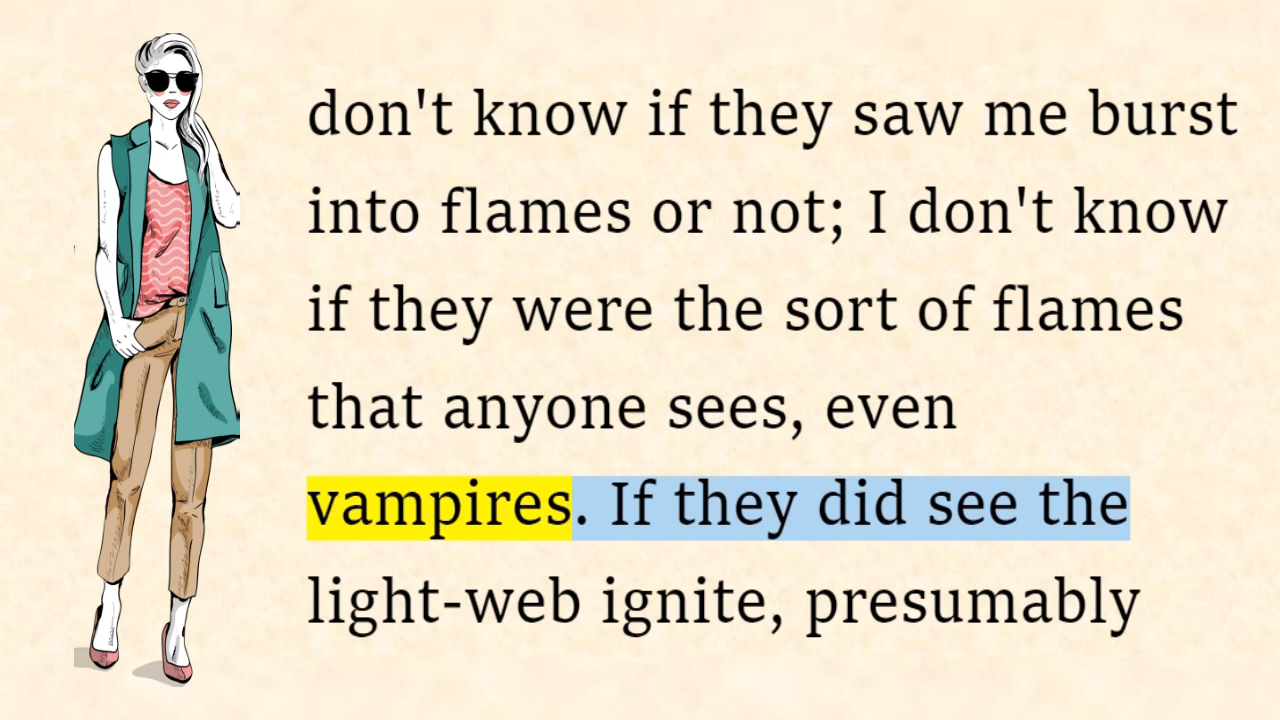 don't know if they saw me burst
into flames or not; I don't know
if they were the sort of flames
that anyone sees, even
vampires. If they did see the
light-web ignite, presumably